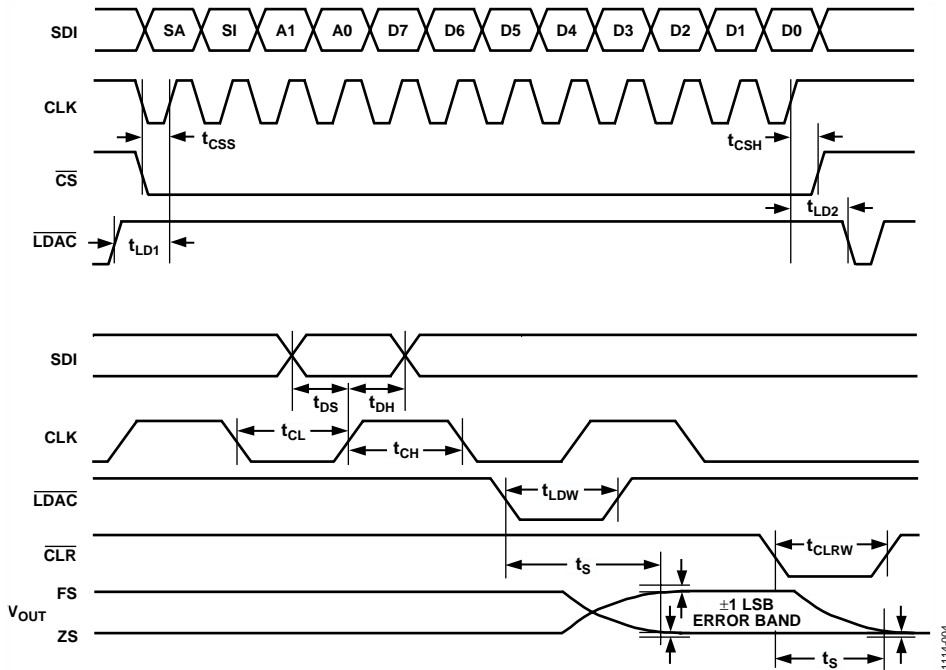 SDI SA SI A1 A0 D7 D6 D5 D4 D3 D2 D1 D0
CLK
tCSS tCSH
CS
tLD2
LDAC
tLD1
SDI
tDS tDH
CLK tCL
tCH
LDAC tLDW
CLR tCLRW
tS
FS
±1 LSB
VOUT
ERROR BAND
ZS
tS